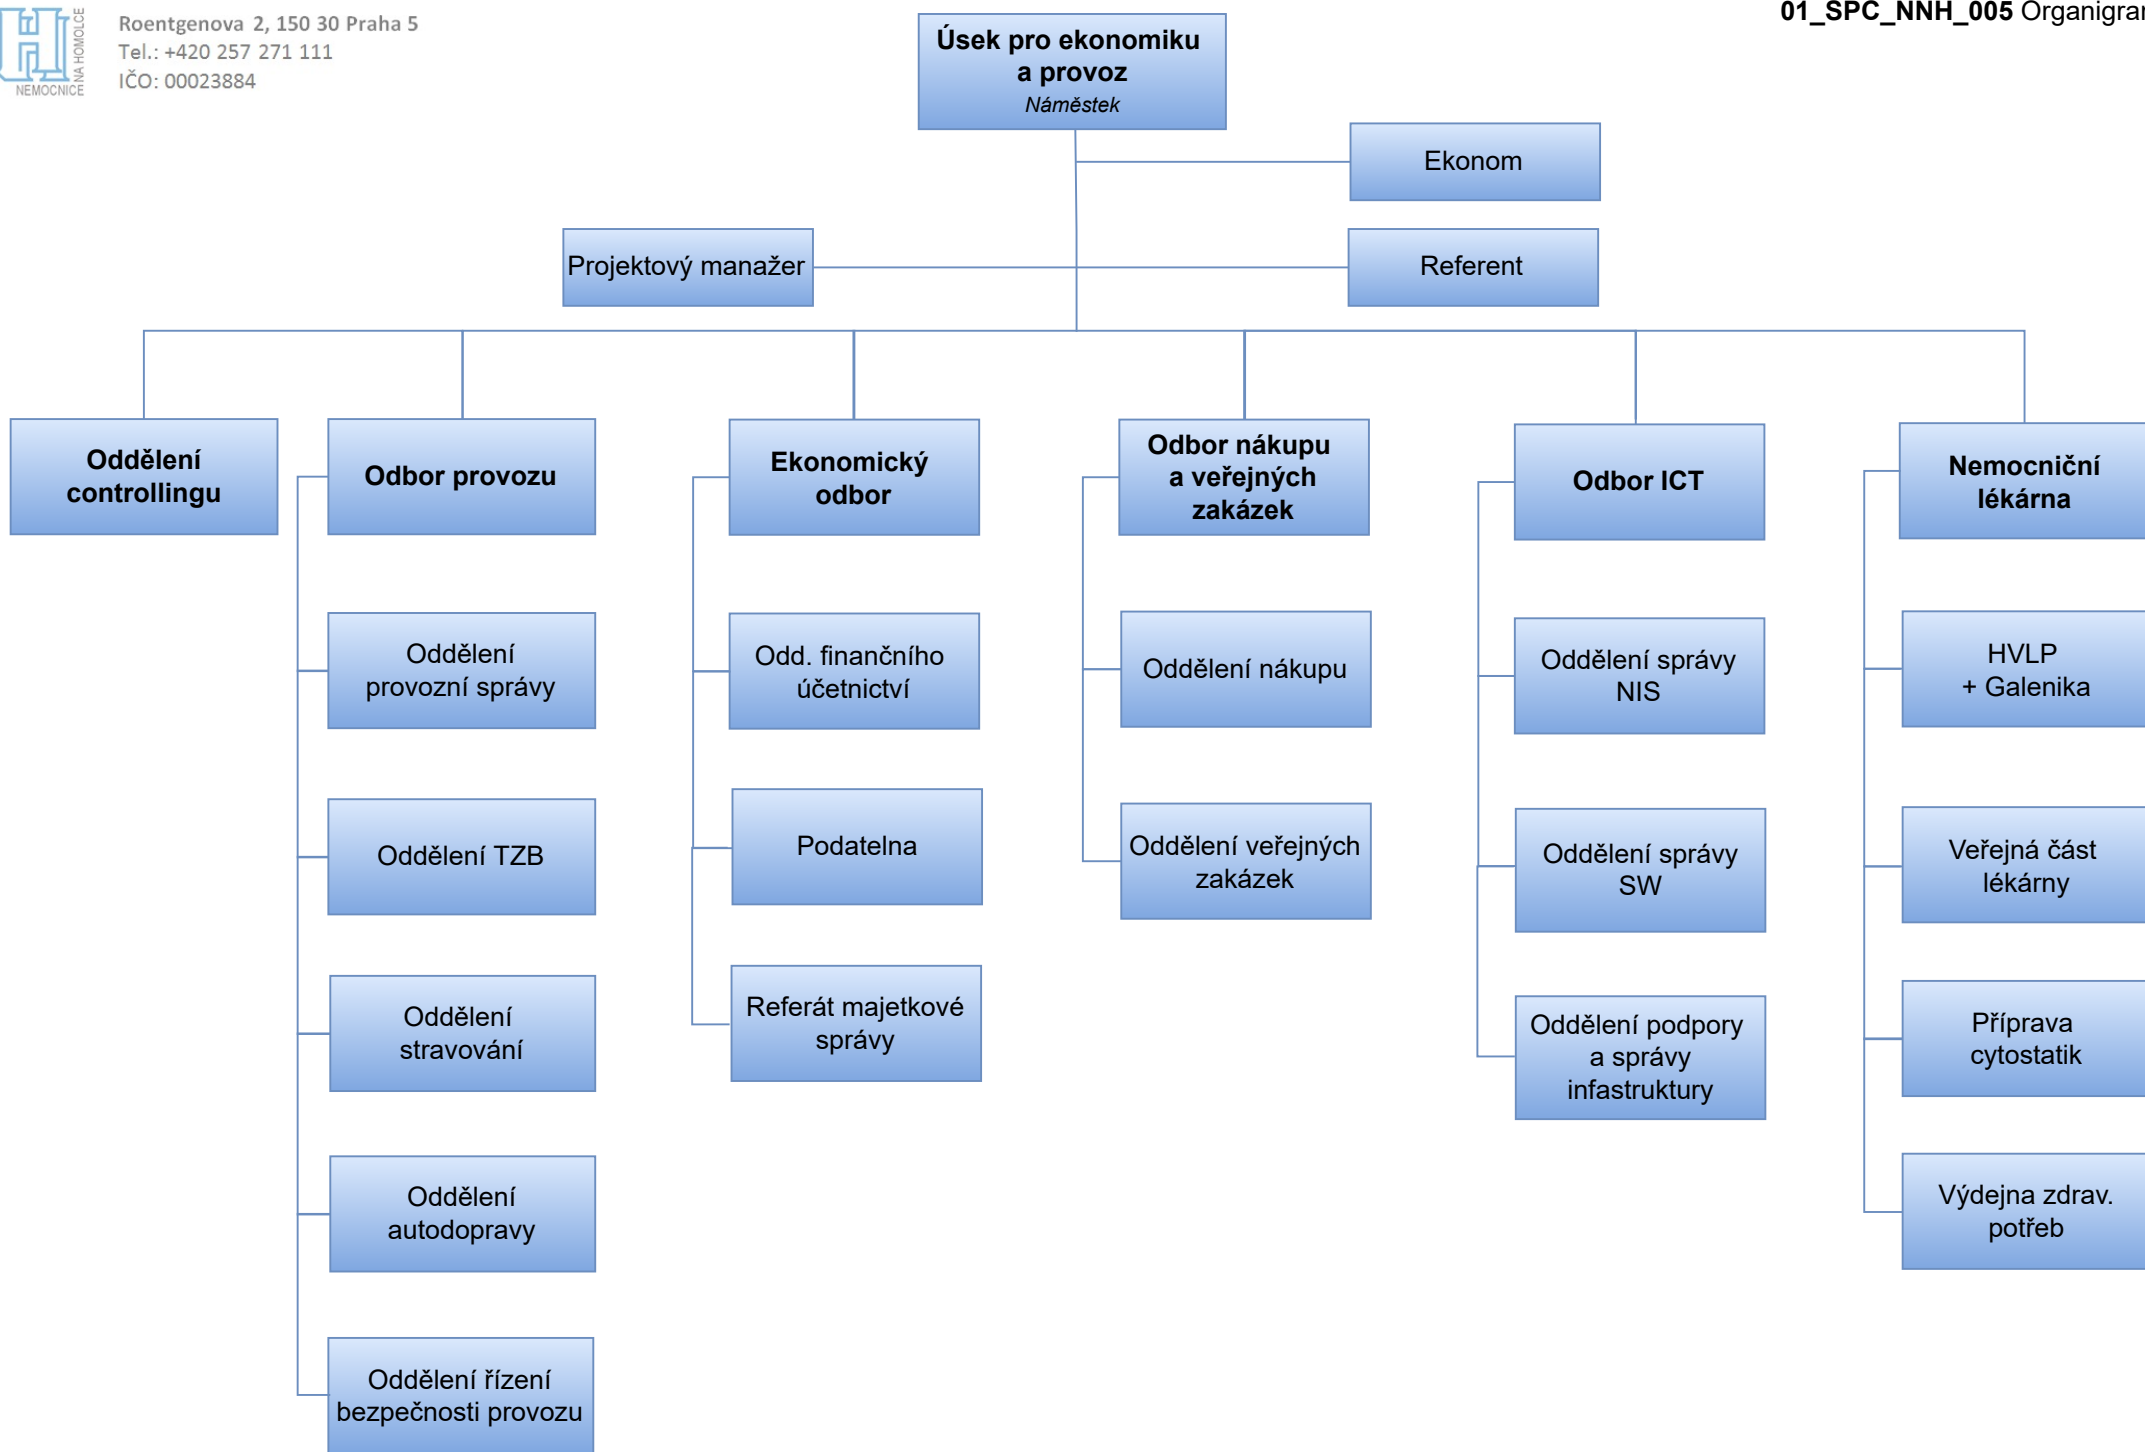 NEMOCNICE
NA HOMOLCE
Roentgenova 2, 150 30 Praha 5
Tel.: +420 257 271 111
IČO: 00023884
01_SPC_NNH_005
Úsek pro ekonomiku
a provoz
Náměstek
Ekonom
Projektový manažer
Referent
Oddělení
controllingu
Odbor provozu
Ekonomický
odbor
Odbor nákupu
a veřejných
zakázek
Odbor ICT
Nemocniční
lékárna
Oddělení
provozní správy
Oddělení TZB
Oddělení
stravování
Oddělení
autodopravy
Oddělení řízení
bezpečnosti provozu
Odd. finančního
účetnictví
Podatelna
Referát majetkové
správy
Oddělení nákupu
Oddělení veřejných
zakázek
Oddělení správy
NIS
Oddělení správy
SW
Oddělení podpory
a správy
infastruktury
HVLP
+ Galenika
Veřejná část
lékárny
Příprava
cytostatik
Výdejna zdrav.
potřeb